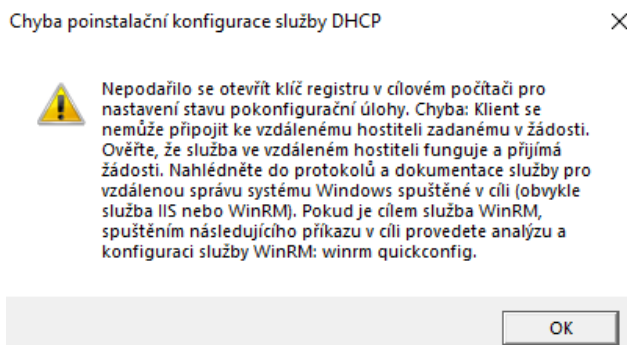 Chyba poinstalační konfigurace služby DHCP
Nepodařilo se otevřít klíč registru v cílovém počítači pro
nastavení stavu pokonfigurační úlohy. Chyba: Klient se
nemůže připojit ke vzdálenému hostiteli zadanému v žádosti.
Ověřte, že služba ve vzdáleném hostiteli funguje a přijímá
žádosti. Nahlédněte do protokolů a dokumentace služby pro
vzdálenou správu systému Windows spuštěné v cíli (obvykle
služba IIS nebo WinRM). Pokud je cílem služba WinRM,
spuštěním následujícího příkazu v cíli provedete analýzu a
konfiguraci služby WinRM: winrm quickconfig.
OK